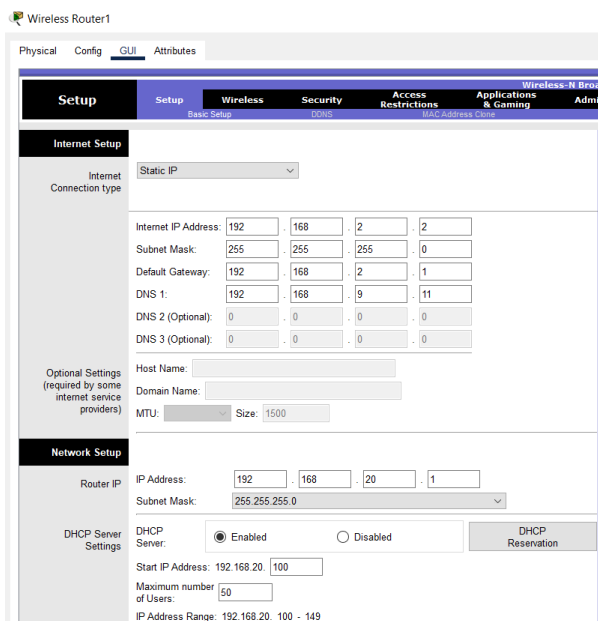 Wireless Router1
Physical Config GUI Attributes
Wireless-N Broa
Setup
Setup Wireless Security Access Restrictions Applications & Gaming Admi
Basic Setup DDNS MAC Address Clone
Internet Setup
Internet Connection type
Static IP
Internet IP Address: 192 . 168 . 2 . 2
Subnet Mask: 255 . 255 . 255 . 0
Default Gateway: 192 . 168 . 2 . 1
DNS 1: 192 . 168 . 9 . 11
DNS 2 (Optional): 0 . 0 . 0 . 0
DNS 3 (Optional): 0 . 0 . 0 . 0
Optional Settings
(required by some
internet service
providers)
Host Name:
Domain Name:
MTU: Size: 1500
Network Setup
Router IP
IP Address: 192 . 168 . 20 . 1
Subnet Mask: 255.255.255.0
DHCP Server
Settings
DHCP
Server: Enabled Disabled
DHCP
Reservation
Start IP Address: 192.168.20. 100
Maximum number
of Users: 50
IP Address Range: 192.168.20. 100 - 149